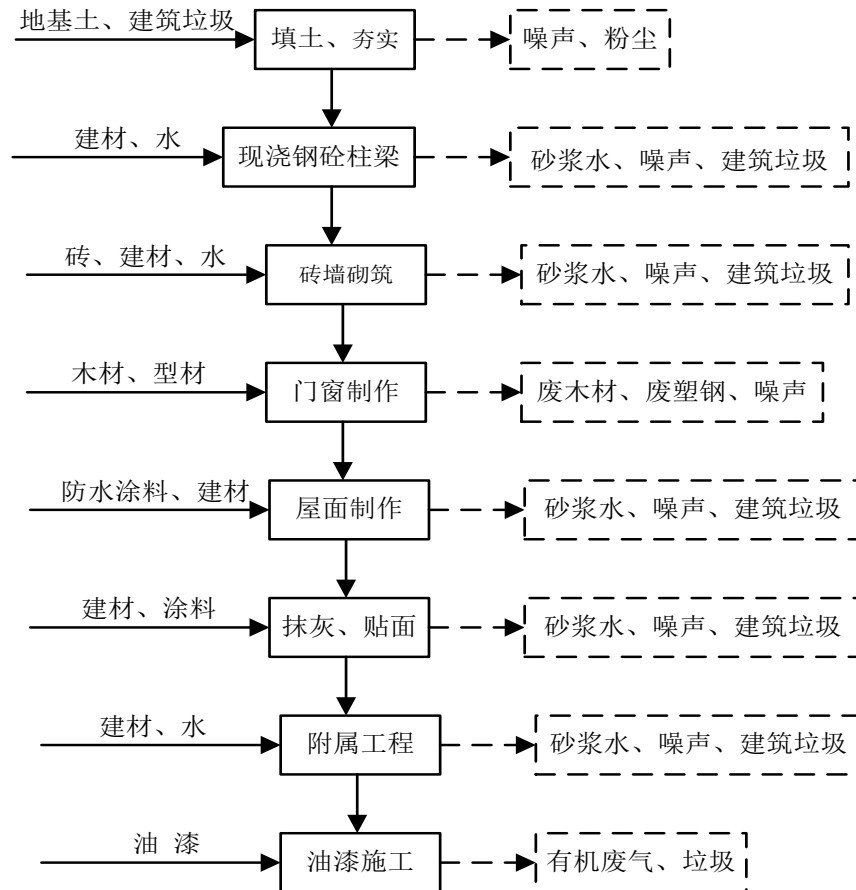 地基土、建筑垃圾
填土、夯实
噪声、粉尘
建材、水
现浇钢砼柱梁
砂浆水、噪声、建筑垃圾
砖、建材、水
砖墙砌筑
砂浆水、噪声、建筑垃圾
木材、型材
门窗制作
废木材、废塑钢、噪声
防水涂料、建材
屋面制作
砂浆水、噪声、建筑垃圾
建材、涂料
抹灰、贴面
砂浆水、噪声、建筑垃圾
建材、水
附属工程
砂浆水、噪声、建筑垃圾
油 漆
油漆施工
有机废气、垃圾